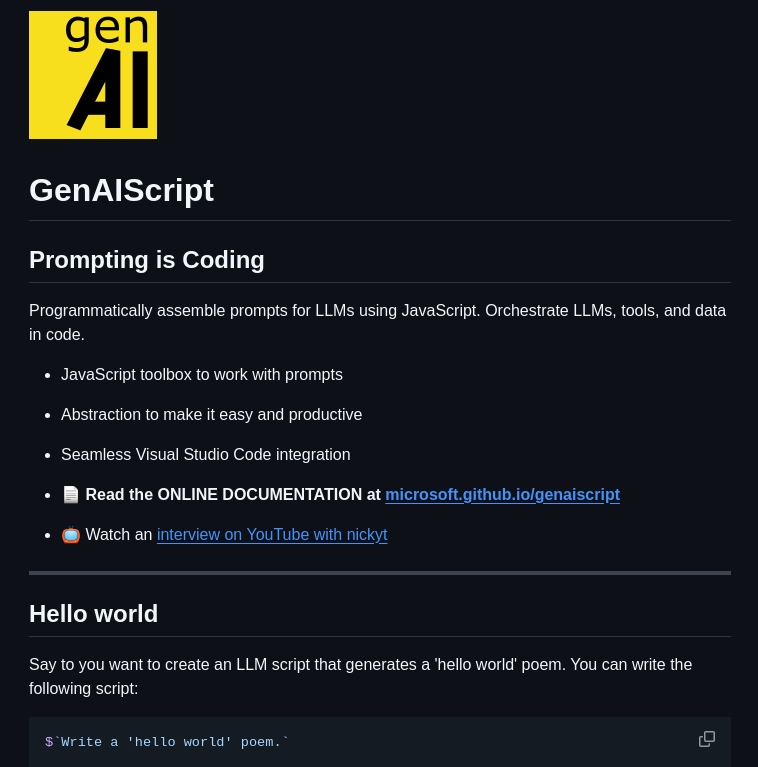 gen
AI
GenAIScript
Prompting is Coding
Programmatically assemble prompts for LLMs using JavaScript. Orchestrate LLMs, tools, and data
in code.
JavaScript toolbox to work with prompts
Abstraction to make it easy and productive
Seamless Visual Studio Code integration
Read the ONLINE DOCUMENTATION at microsoft.github.io/genaiscript
Watch an interview on YouTube with nickyt
Hello world
Say to you want to create an LLM script that generates a 'hello world' poem. You can write the
following script:
$`Write a 'hello world' poem.`